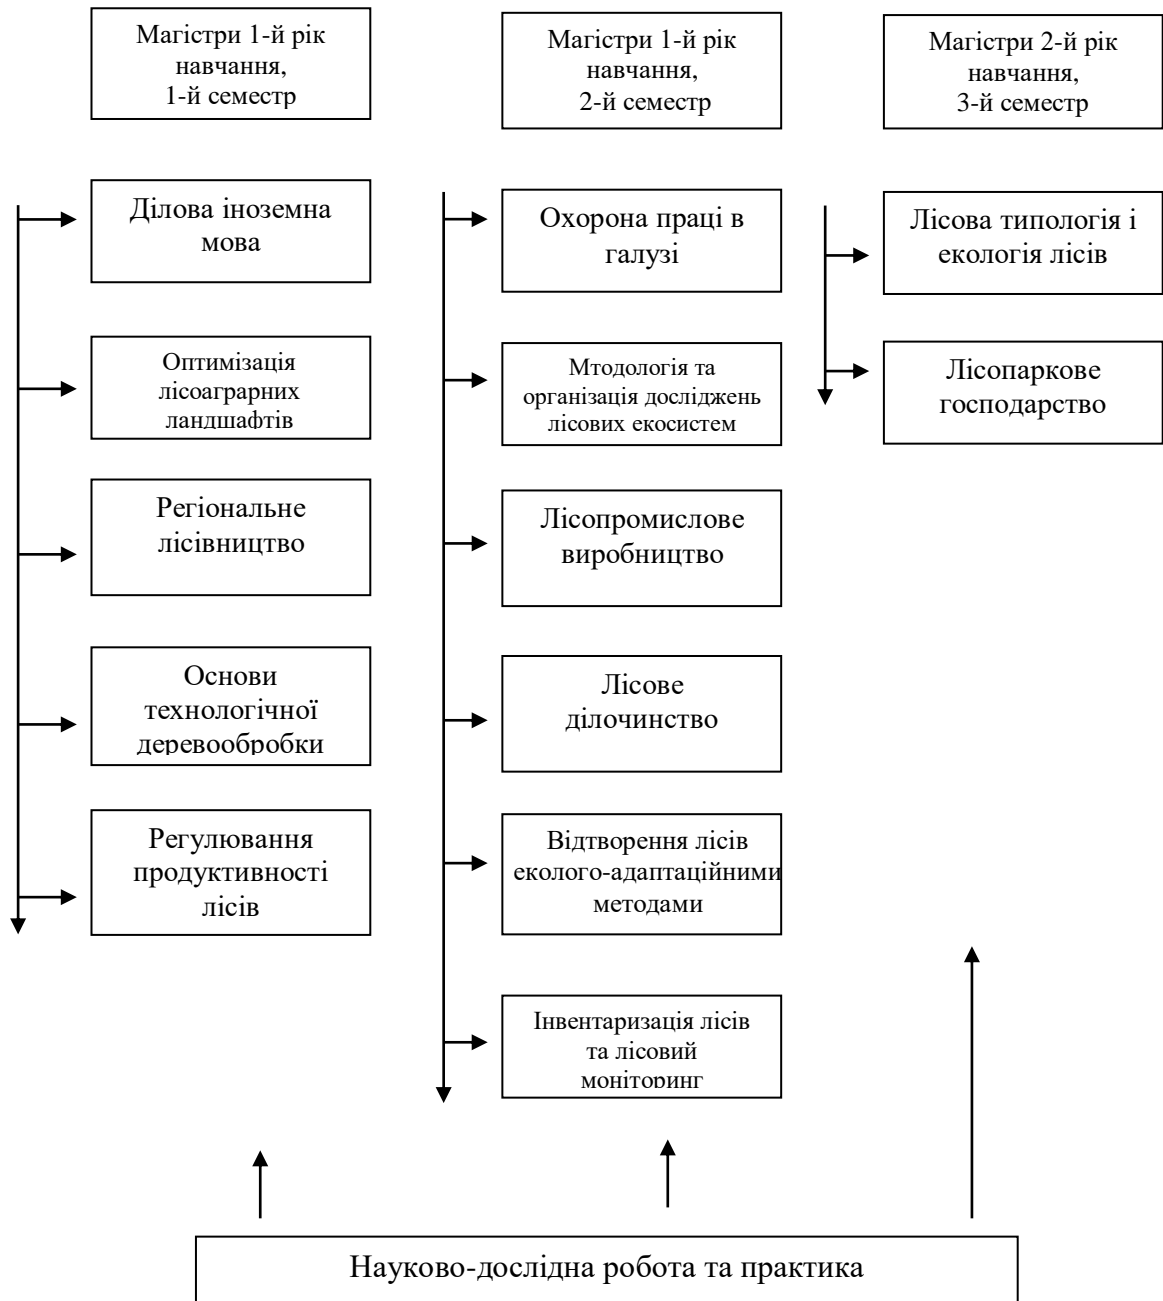 Магістри 1-й рік
навчання,
1-й семестр
Магістри 1-й рік
навчання,
2-й семестр
Магістри 2-й рік
навчання,
3-й семестр
Ділова іноземна
мова
Оптимізація
лісоаграрних
ландшафтів
Регіональне
лісівництво
Основи
технологічної
деревообробки
Регулювання
продуктивності
лісів
Охорона праці в
галузі
Мтодологія та
організація досліджень
лісових екосистем
Лісопромислове
виробництво
Лісове
ділочинство
Відтворення лісів
еколого-адаптаційними
методами
Інвентаризація лісів
та лісовий
моніторинг
Лісова типологія і
екологія лісів
Лісопаркове
господарство
Науково-дослідна робота та практика